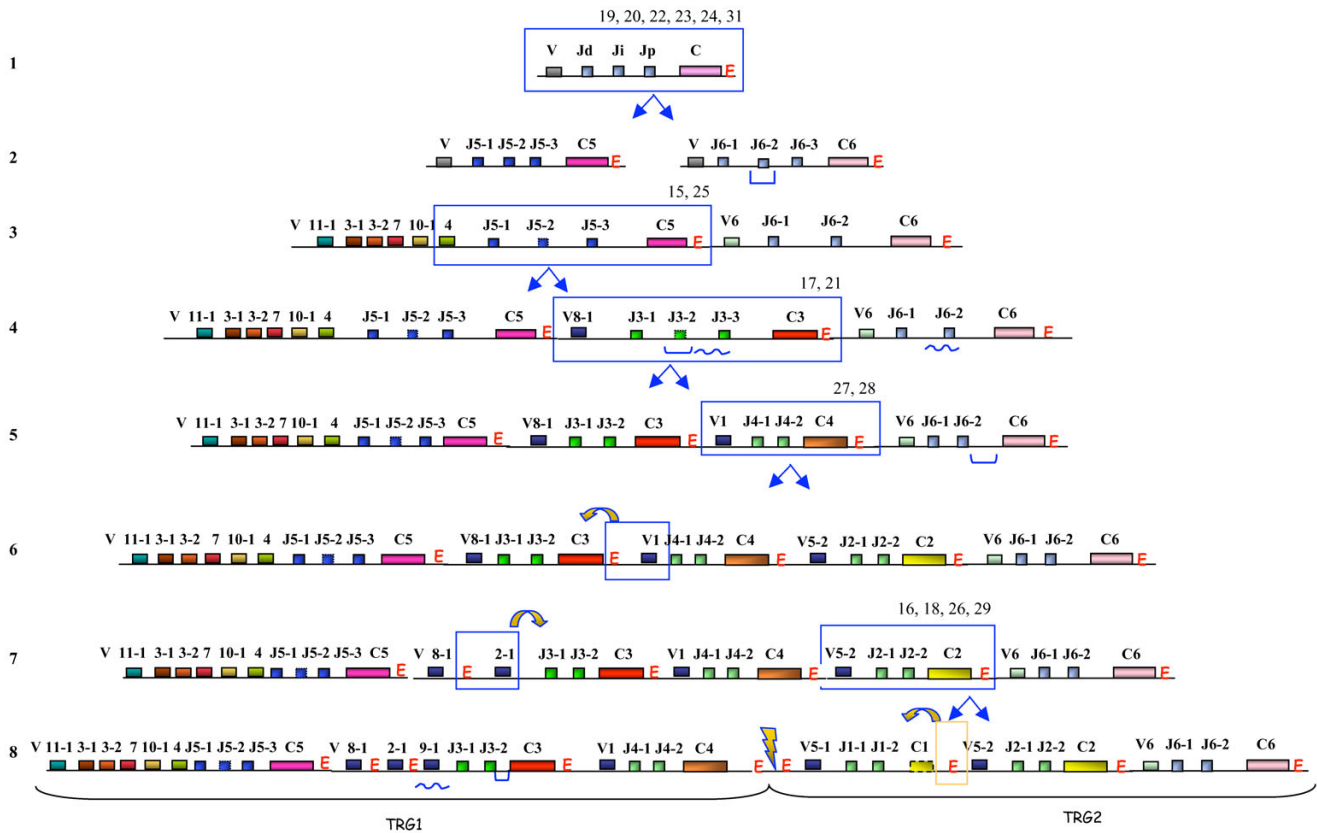 19, 20, 22, 23, 24, 31
1 V Jd Ji Jp C E
2 V J5-1 J5-2 J5-3 C5 E V J6-1 J6-2 J6-3 C6 E
15, 25
3 V 11-1 3-1 3-2 7 10-1 4 J5-1 J5-2 J5-3 C5 E V6 J6-1 J6-2 C6 E
17, 21
4 V 11-1 3-1 3-2 7 10-1 4 J5-1 J5-2 J5-3 C5 E V8-1 J3-1 J3-2 J3-3 C3 E V6 J6-1 J6-2 C6 E
27, 28
5 V 11-1 3-1 3-2 7 10-1 4 J5-1 J5-2 J5-3 C5 E V8-1 J3-1 J3-2 C3 E V1 J4-1 J4-2 C4 E V6 J6-1 J6-2 C6 E
6 V 11-1 3-1 3-2 7 10-1 4 J5-1 J5-2 J5-3 C5 E V8-1 J3-1 J3-2 C3 E V1 J4-1 J4-2 C4 E V5-2 J2-1 J2-2 C2 E V6 J6-1 J6-2 C6 E
16, 18, 26, 29
7 V 11-1 3-1 3-2 7 10-1 4 J5-1 J5-2 J5-3 C5 E V 8-1 E 2-1 J3-1 J3-2 C3 E V1 J4-1 J4-2 C4 E V5-2 J2-1 J2-2 C2 E V6 J6-1 J6-2 C6 E
8 V 11-1 3-1 3-2 7 10-1 4 J5-1 J5-2 J5-3 C5 E V 8-1 E 2-1 E 9-1 J3-1 J3-2 C3 E V1 J4-1 J4-2 C4 E E V5-1 J1-1 J1-2 C1 E V5-2 J2-1 J2-2 C2 E V6 J6-1 J6-2 C6 E
TRG1 TRG2